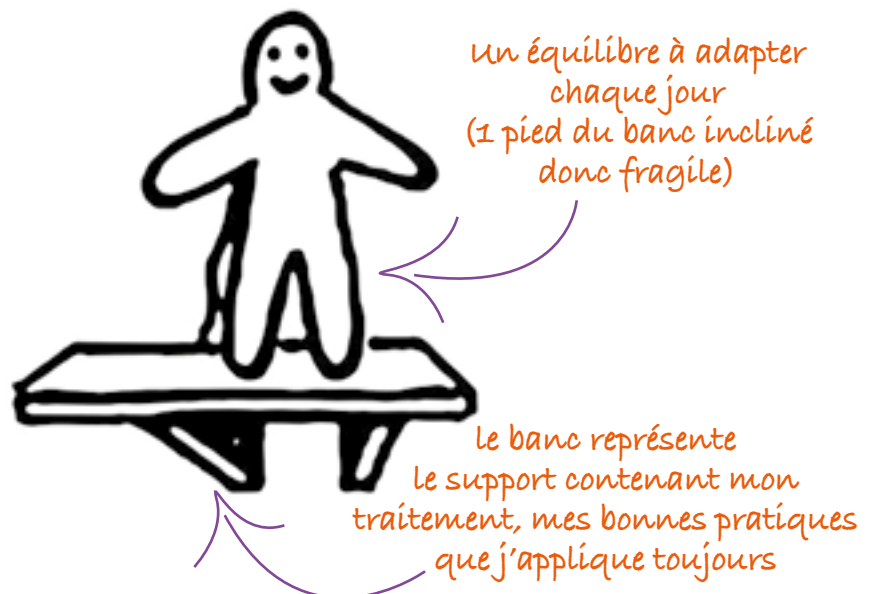 un équilibre à adapter
chaque jour
(1 pied du banc incliné
donc fragile)
le banc représente
le support contenant mon
traitement, mes bonnes pratiques
que j'applique toujours